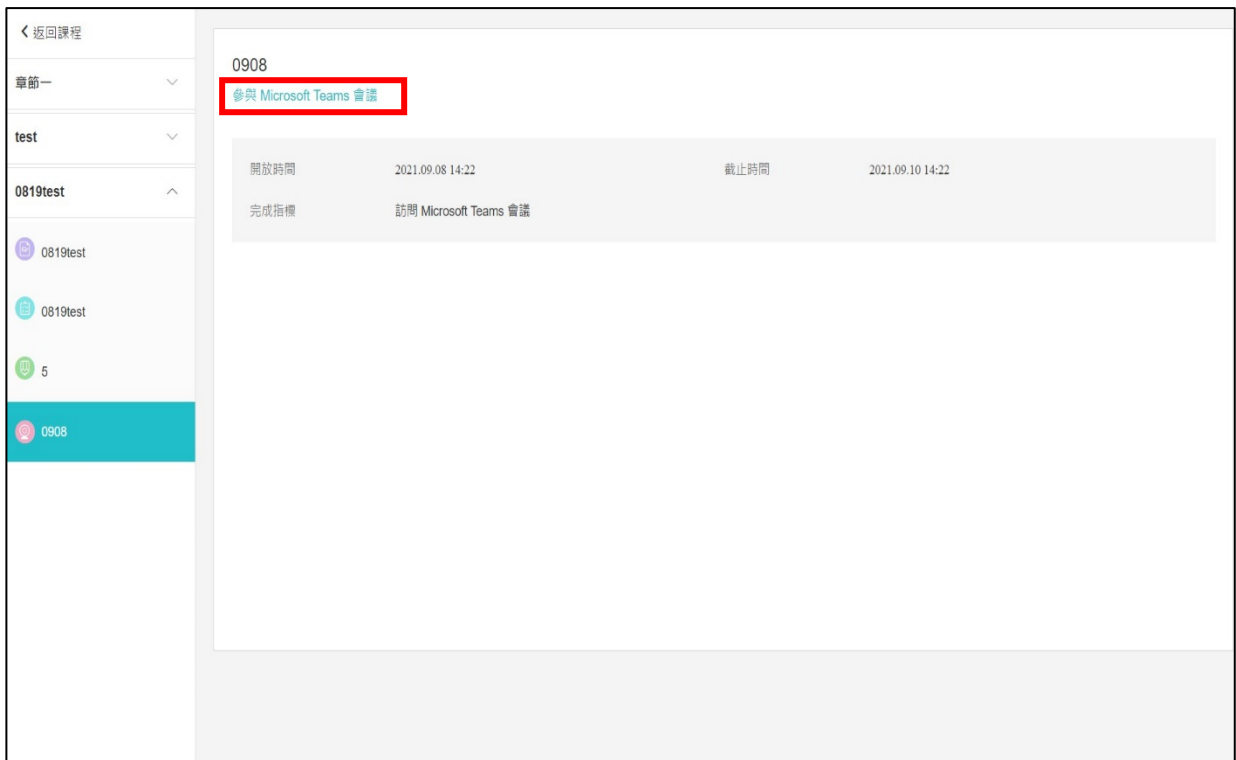 返回課程
章節一
test
0819test
0819test
0819test
5
0908
0908
參與 Microsoft Teams 會議
開放時間 2021.09.08 14:22 截止時間 2021.09.10 14:22
完成指標 訪問 Microsoft Teams 會議